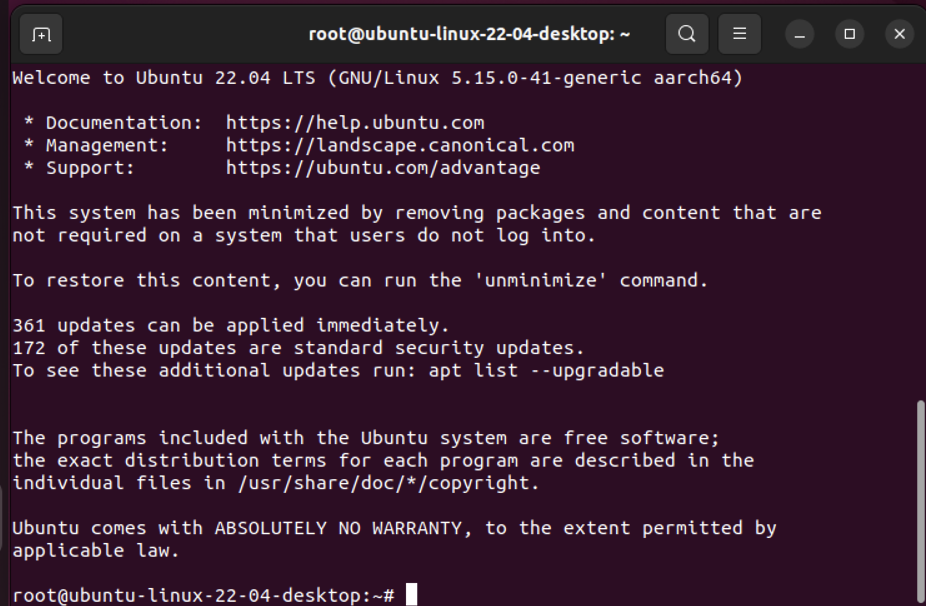 root@ubuntu-linux-22-04-desktop: ~
Welcome to Ubuntu 22.04 LTS (GNU/Linux 5.15.0-41-generic aarch64)
* Documentation:  https://help.ubuntu.com
* Management:     https://landscape.canonical.com
* Support:        https://ubuntu.com/advantage
This system has been minimized by removing packages and content that are
not required on a system that users do not log into.
To restore this content, you can run the 'unminimize' command.
361 updates can be applied immediately.
172 of these updates are standard security updates.
To see these additional updates run: apt list --upgradable
The programs included with the Ubuntu system are free software;
the exact distribution terms for each program are described in the
individual files in /usr/share/doc/*/copyright.
Ubuntu comes with ABSOLUTELY NO WARRANTY, to the extent permitted by
applicable law.
root@ubuntu-linux-22-04-desktop:~#